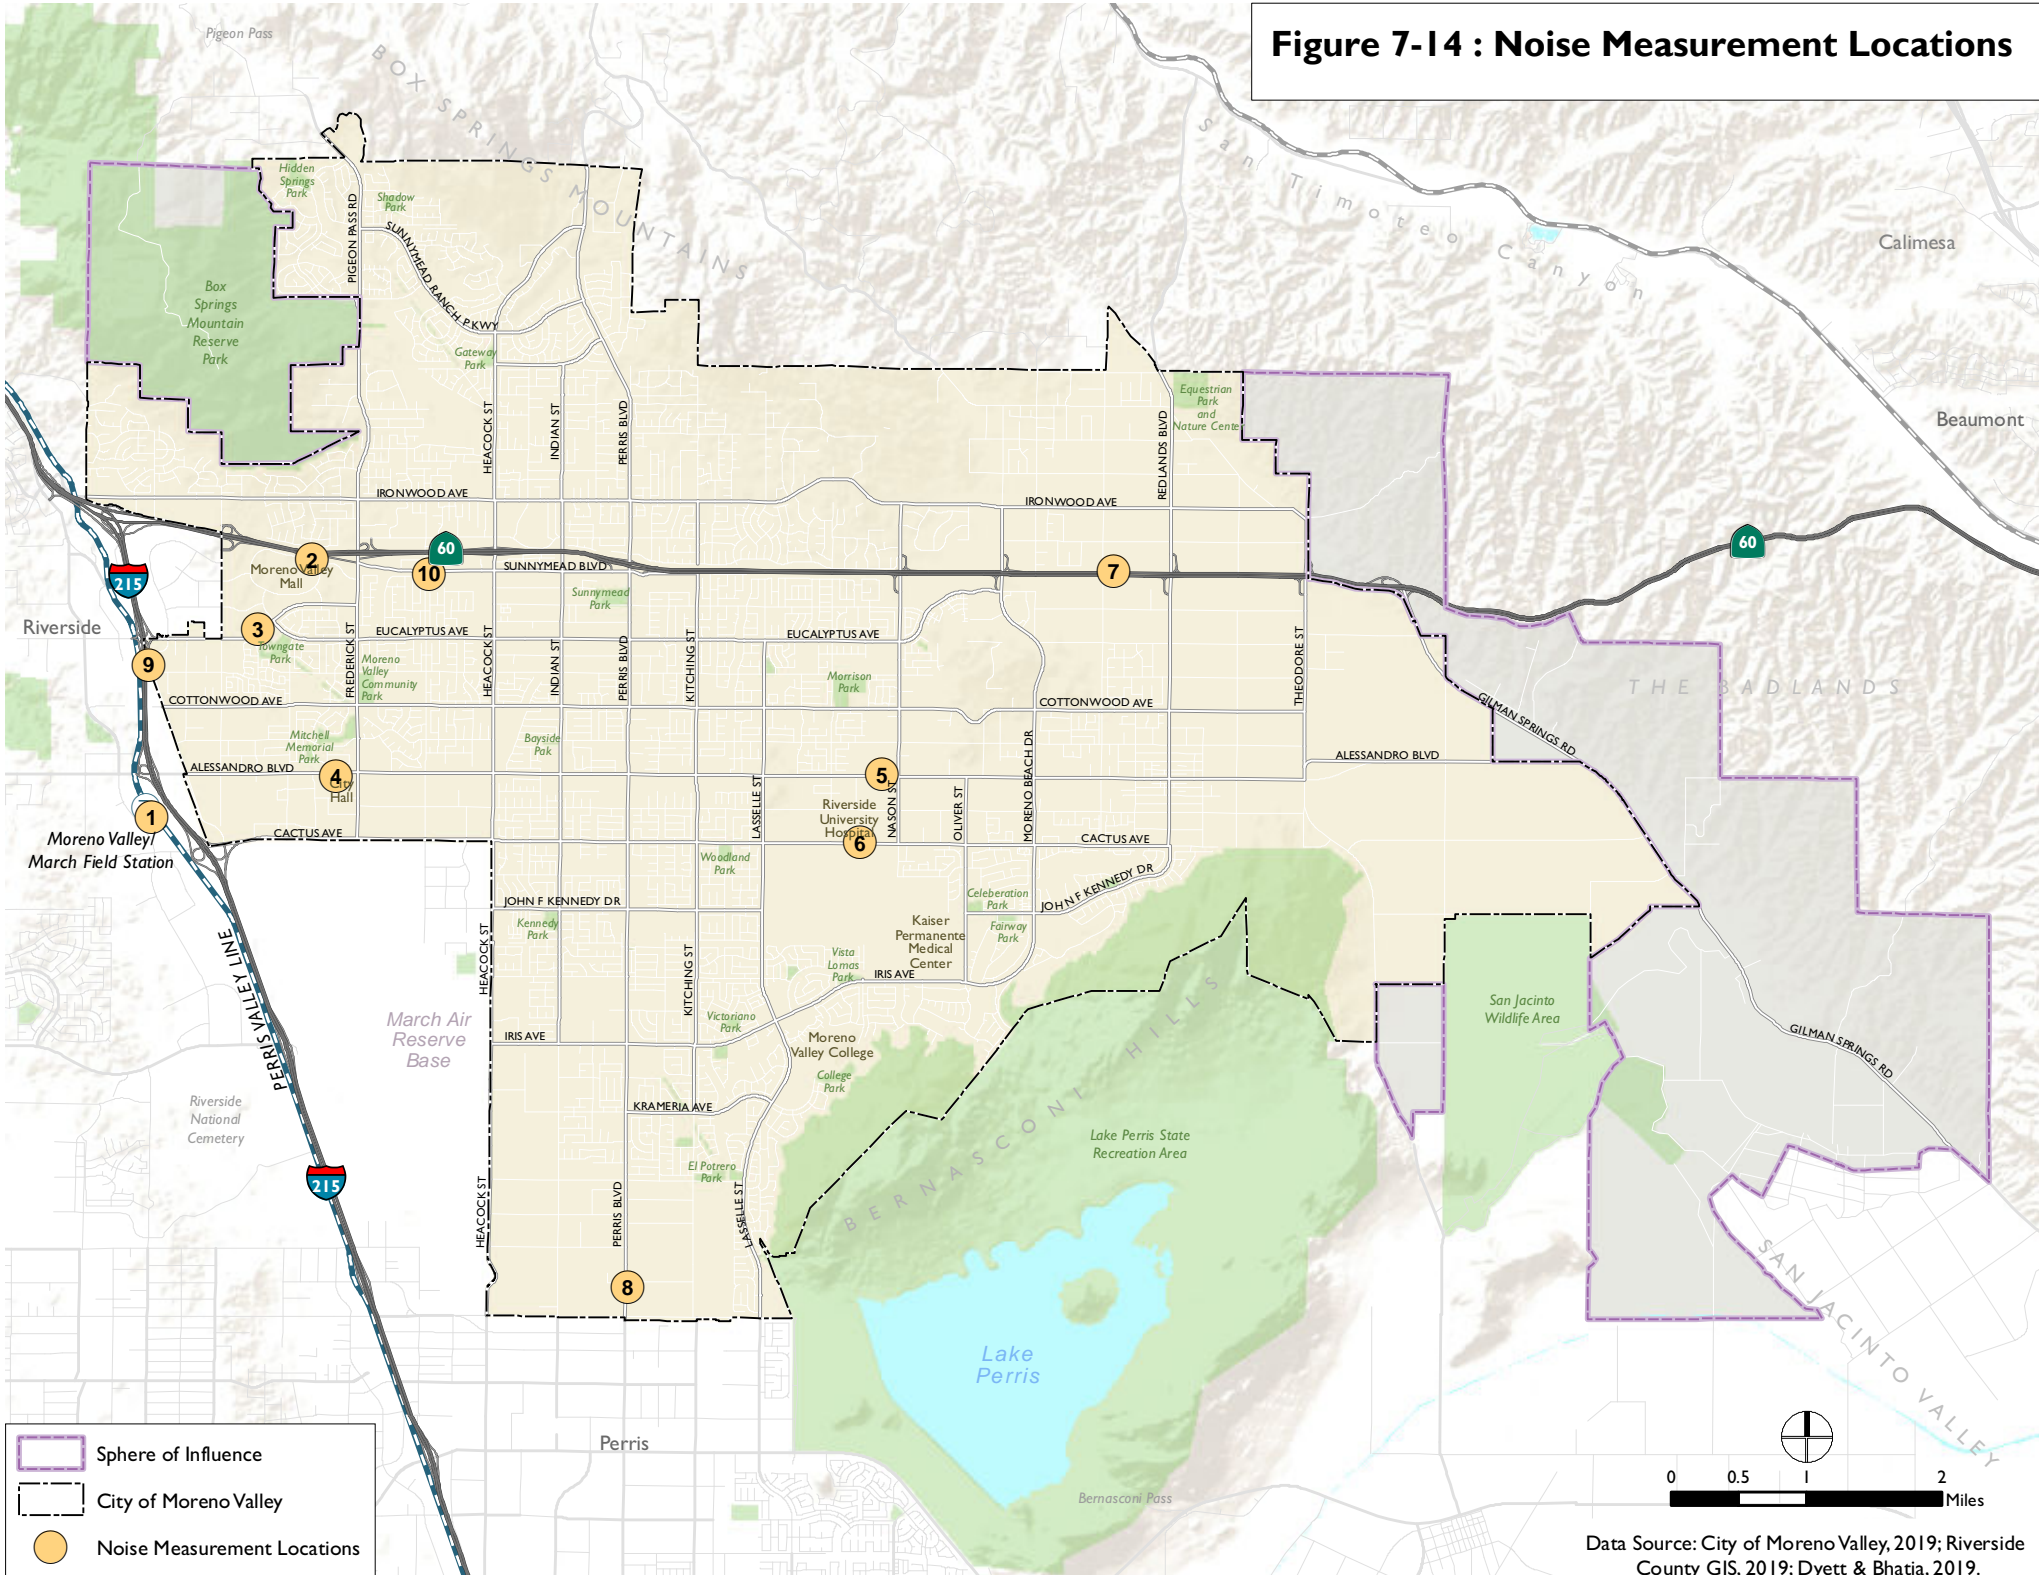 Figure 7-14 : Noise Measurement Locations
Pigeon Pass
BOX SPRINGS MOUNTAINS
San Timoteo Canyon
Calimesa
Beaumont
Hidden
Springs
Park
Shadow
Park
PIGEON PASS RD
SUNNYMEAD RANCH PKWY
Box
Springs
Mountain
Reserve
Park
Gateway
Park
Equestrian
Park
and
Nature Cente
HEACOCK ST
INDIAN ST
PERRIS BLVD
REDLANDS BLVD
IRONWOOD AVE
IRONWOOD AVE
60
60
2
Moreno Valley
Mall
10
SUNNYMEAD BLVD
7
215
Sunnymead
Park
Riverside
3
EUCALYPTUS AVE
EUCALYPTUS AVE
Towngate
Park
9
FREDERICK ST
Moreno
Valley
Community
Park
HEACOCK ST
INDIAN ST
PERRIS BLVD
KITCHING ST
Morrison
Park
THEODORE ST
THE BADLANDS
COTTONWOOD AVE
COTTONWOOD AVE
GILMAN SPRINGS RD
Mitchell
Memorial
Park
Bayside
Pak
MORENO BEACH DR
ALESSANDRO BLVD
ALESSANDRO BLVD
4
City
Hall
5
LASSELLE ST
NASON ST
OLIVER ST
Riverside
University
Hospital
1
Moreno Valley/
March Field Station
CACTUS AVE
6
CACTUS AVE
Woodland
Park
JOHN F KENNEDY DR
JOHN F KENNEDY DR
Celeberation
Park
Kennedy
Park
Kaiser
Permanente
Medical
Center
Fairway
Park
HEACOCK ST
KITCHING ST
Vista
Lomas
Park
IRIS AVE
PERRIS VALLEY LINE
March Air
Reserve
Base
Victoriano
Park
San Jacinto
Wildlife Area
IRIS AVE
Moreno
Valley College
College
Park
GILMAN SPRINGS RD
BERNASCONI HILLS
Riverside
National
Cemetery
KRAMERIA AVE
Lake Perris State
Recreation Area
El Potrero
Park
215
HEACOCK ST
PERRIS BLVD
LASSELLE ST
8
SAN JACINTO VALLEY
Lake
Perris
Perris
Bernasconi Pass
Sphere of Influence
City of Moreno Valley
Noise Measurement Locations
0 0.5 1 2
Miles
Data Source: City of Moreno Valley, 2019; Riverside
County GIS, 2019; Dyett & Bhatia, 2019.